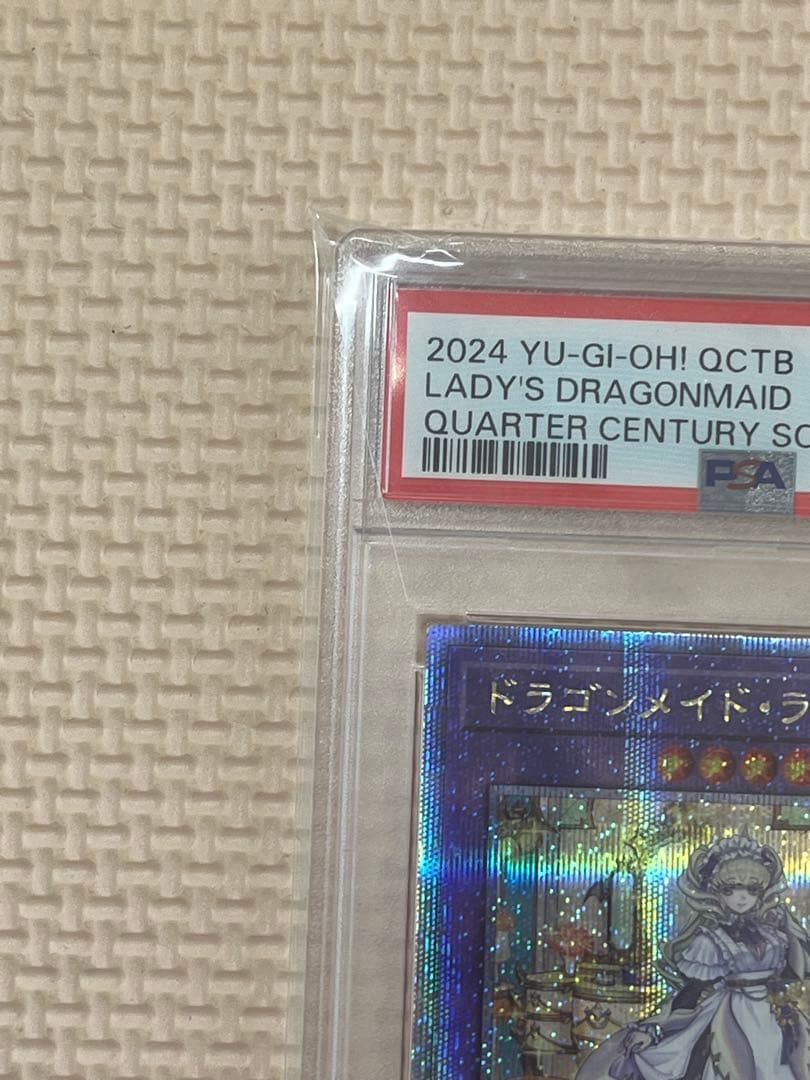 2024 YU-GI-OH! QCTB
LADY'S DRAGONMAID
QUARTER CENTURY SC
PSA
ドラゴンメイド・ラ